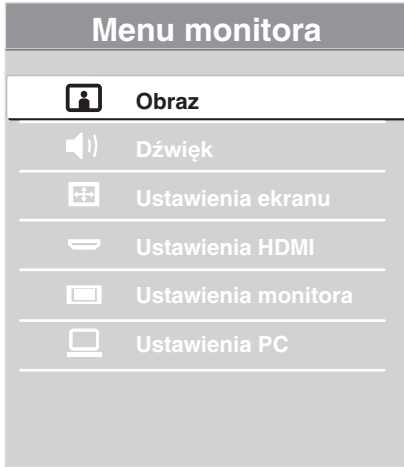 Menu monitora
Obraz
Dźwięk
Ustawienia ekranu
Ustawienia HDMI
Ustawienia monitora
Ustawienia PC